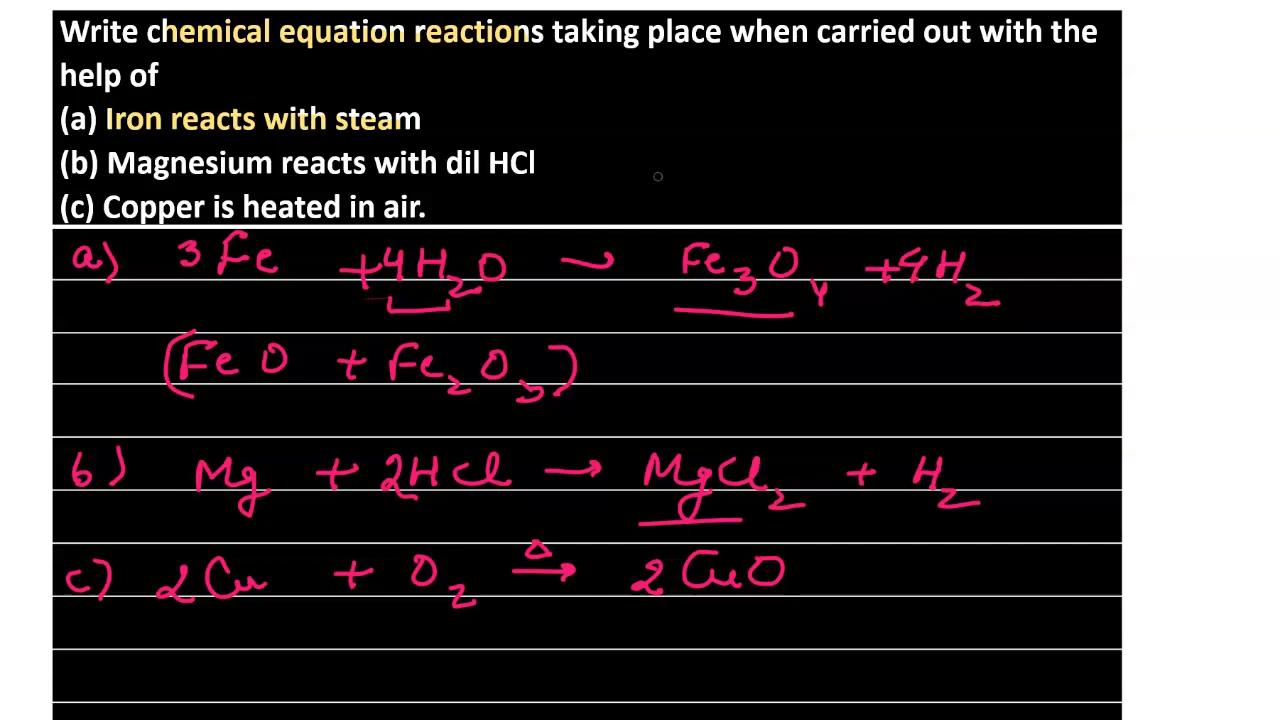 Write chemical equation reactions taking place when carried out with the
help of
(a) Iron reacts with steam
(b) Magnesium reacts with dil HCl
(c) Copper is heated in air.
a) 3Fe + 4H₂O → Fe₃O₄ + 4H₂
(FeO + Fe₂O₃)
b) Mg + 2HCl → MgCl₂ + H₂
c) 2Cu + O₂ →^Δ 2CuO